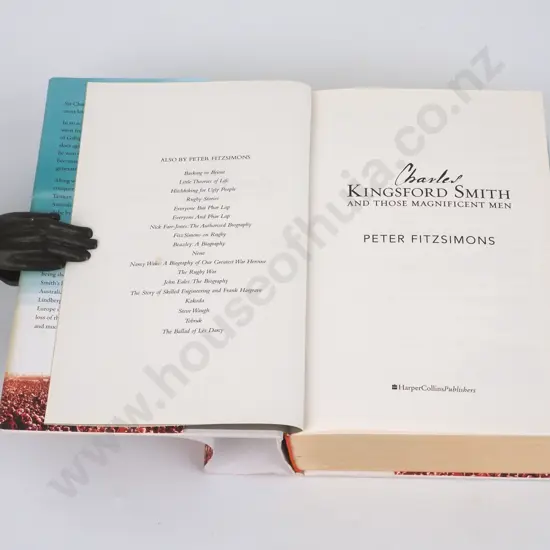 ALSO BY PETER FITZSIMONS
Basking in Beirut
Little Theories of Life
Hitchhiking for Ugly People
Rugby Stories
Everyone But Phar Lap
Everyone And Phar Lap
Nick Farr-Jones: The Authorised Biography
FitzSimons on Rugby
Beazley: A Biography
Nene
Nancy Wake: A Biography of Our Greatest War Heroine
The Rugby War
John Eales: The Biography
The Story of Skilled Engineering and Frank Hargrave
Kokoda
Steve Waugh
Tobruk
The Ballad of Les Darcy
Charles
KINGSFORD SMITH
AND THOSE MAGNIFICENT MEN
PETER FITZSIMONS
HarperCollinsPublishers
www.houseofhuia.co.nz